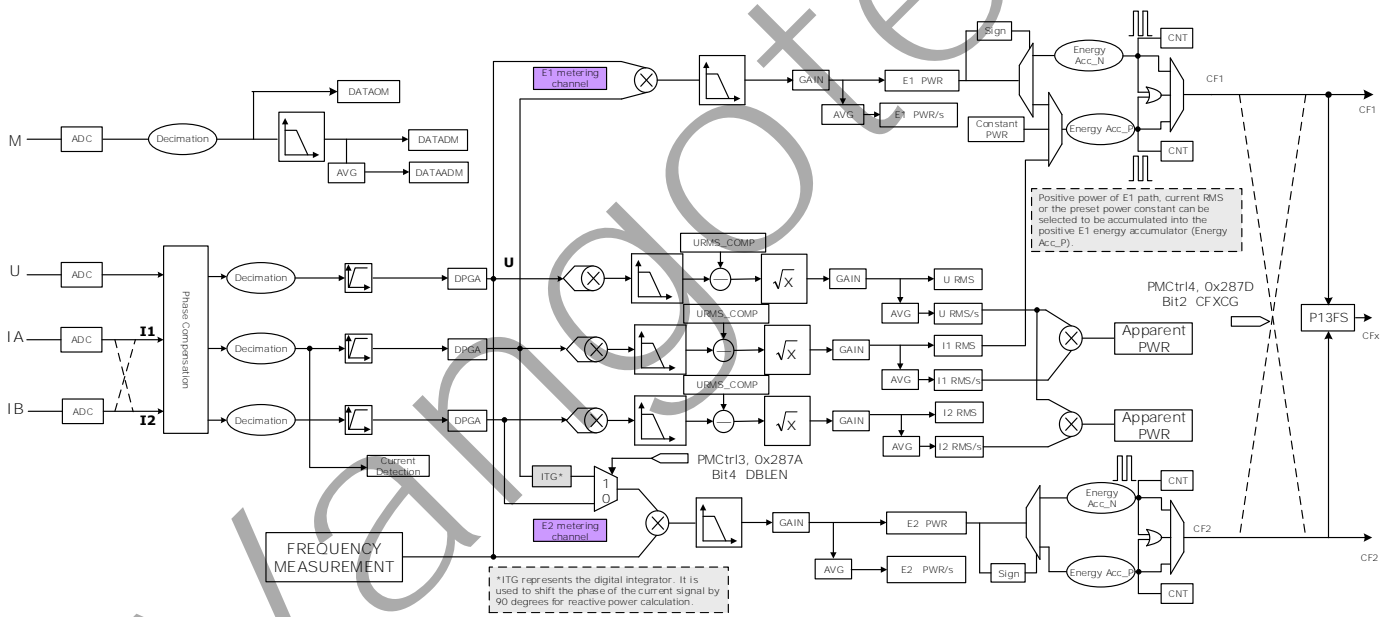 M
ADC
Decimation
DATAOM
DATADM
AVG
DATAADM
E1 metering
channel
GAIN
E1 PWR
AVG
E1 PWR/s
Sign
Constant
PWR
Energy
Acc_N
Energy Acc_P
CNT
CNT
CF1
CF1
Positive power of E1 path, current RMS
or the preset power constant can be
selected to be accumulated into the
positive E1 energy accumulator (Energy
Acc_P).
U
ADC
IA
ADC
I1
IB
ADC
I2
Phase Compensation
Decimation
DPGA
U
URMS_COMP
√x
GAIN
U RMS
AVG
U RMS/s
Decimation
DPGA
URMS_COMP
√x
GAIN
I1 RMS
AVG
I1 RMS/s
Apparent
PWR
Decimation
DPGA
URMS_COMP
√x
GAIN
I2 RMS
AVG
I2 RMS/s
Apparent
PWR
PMCtrl4, 0x287D
Bit2 CFXCG
P13FS
CFx
Current
Detection
ITG*
1
0
PMCtrl3, 0x287A
Bit4 DBLEN
E2 metering
channel
FREQUENCY
MEASUREMENT
GAIN
E2 PWR
AVG
E2 PWR/s
Sign
Energy
Acc_N
Energy Acc_P
CNT
CNT
CF2
CF2
*ITG represents the digital integrator. It is
used to shift the phase of the current signal by
90 degrees for reactive power calculation.
Vangote